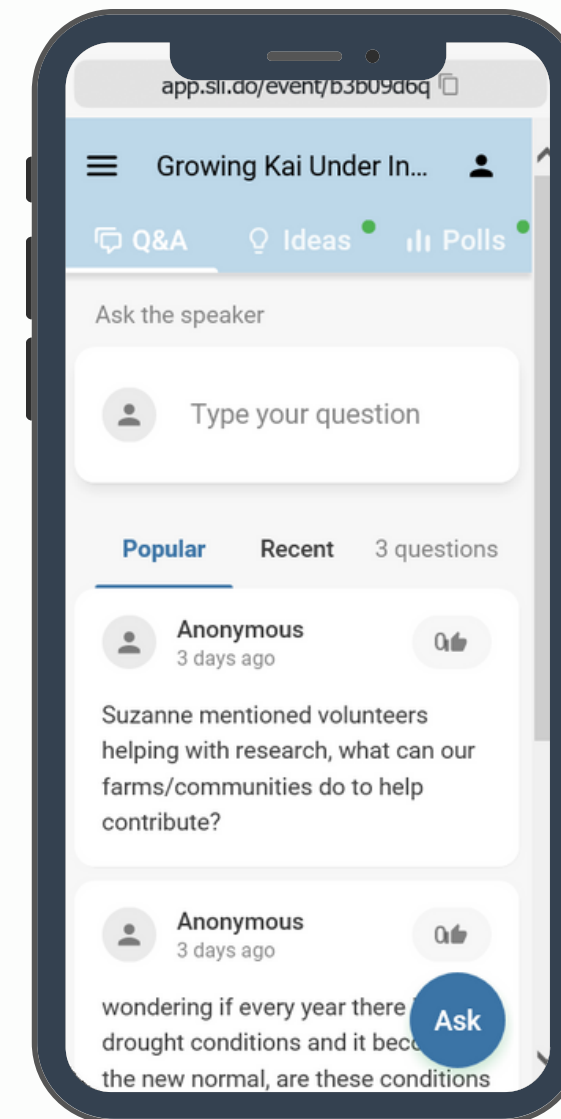 app.sli.do/event/b3b09d6q
Growing Kai Under In...
Q&A Ideas Polls
Ask the speaker
Type your question
Popular Recent 3 questions
Anonymous
3 days ago
0
Suzanne mentioned volunteers
helping with research, what can our
farms/communities do to help
contribute?
Anonymous
3 days ago
0
wondering if every year there
Ask
drought conditions and it
the new normal, are these conditions